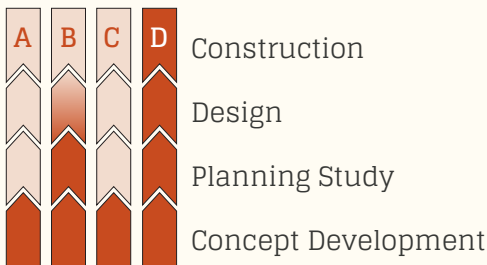 A B C D
Construction
Design
Planning Study
Concept Development